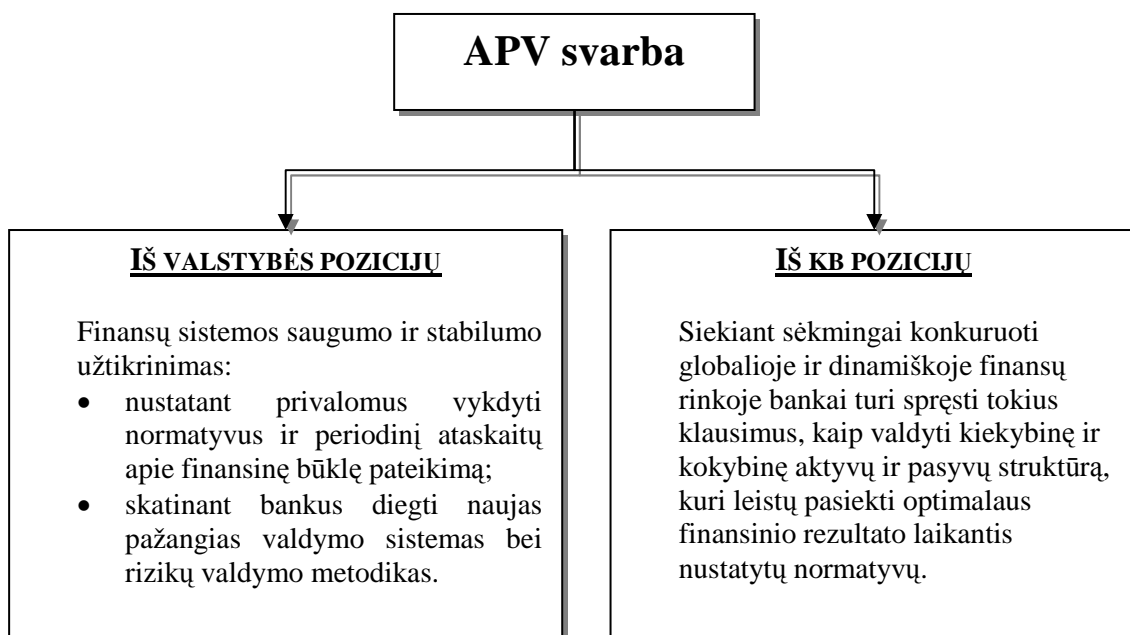 APV svarba
IŠ VALSTYBĖS POZICIJŲ
Finansų sistemos saugumo ir stabilumo
užtikrinimas:
• nustatant privalomus vykdyti
normatyvus ir periodinį ataskaitų
apie finansinę būklę pateikimą;
• skatinant bankus diegti naujas
pažangias valdymo sistemas bei
rizikų valdymo metodikas.
IŠ KB POZICIJŲ
Siekiant sėkmingai konkuruoti
globalioje ir dinamiškoje finansų
rinkoje bankai turi spręsti tokius
klausimus, kaip valdyti kiekybinę ir
kokybinę aktyvų ir pasyvų struktūrą,
kuri leistų pasiekti optimalaus
finansinio rezultato laikantis
nustatytų normatyvų.